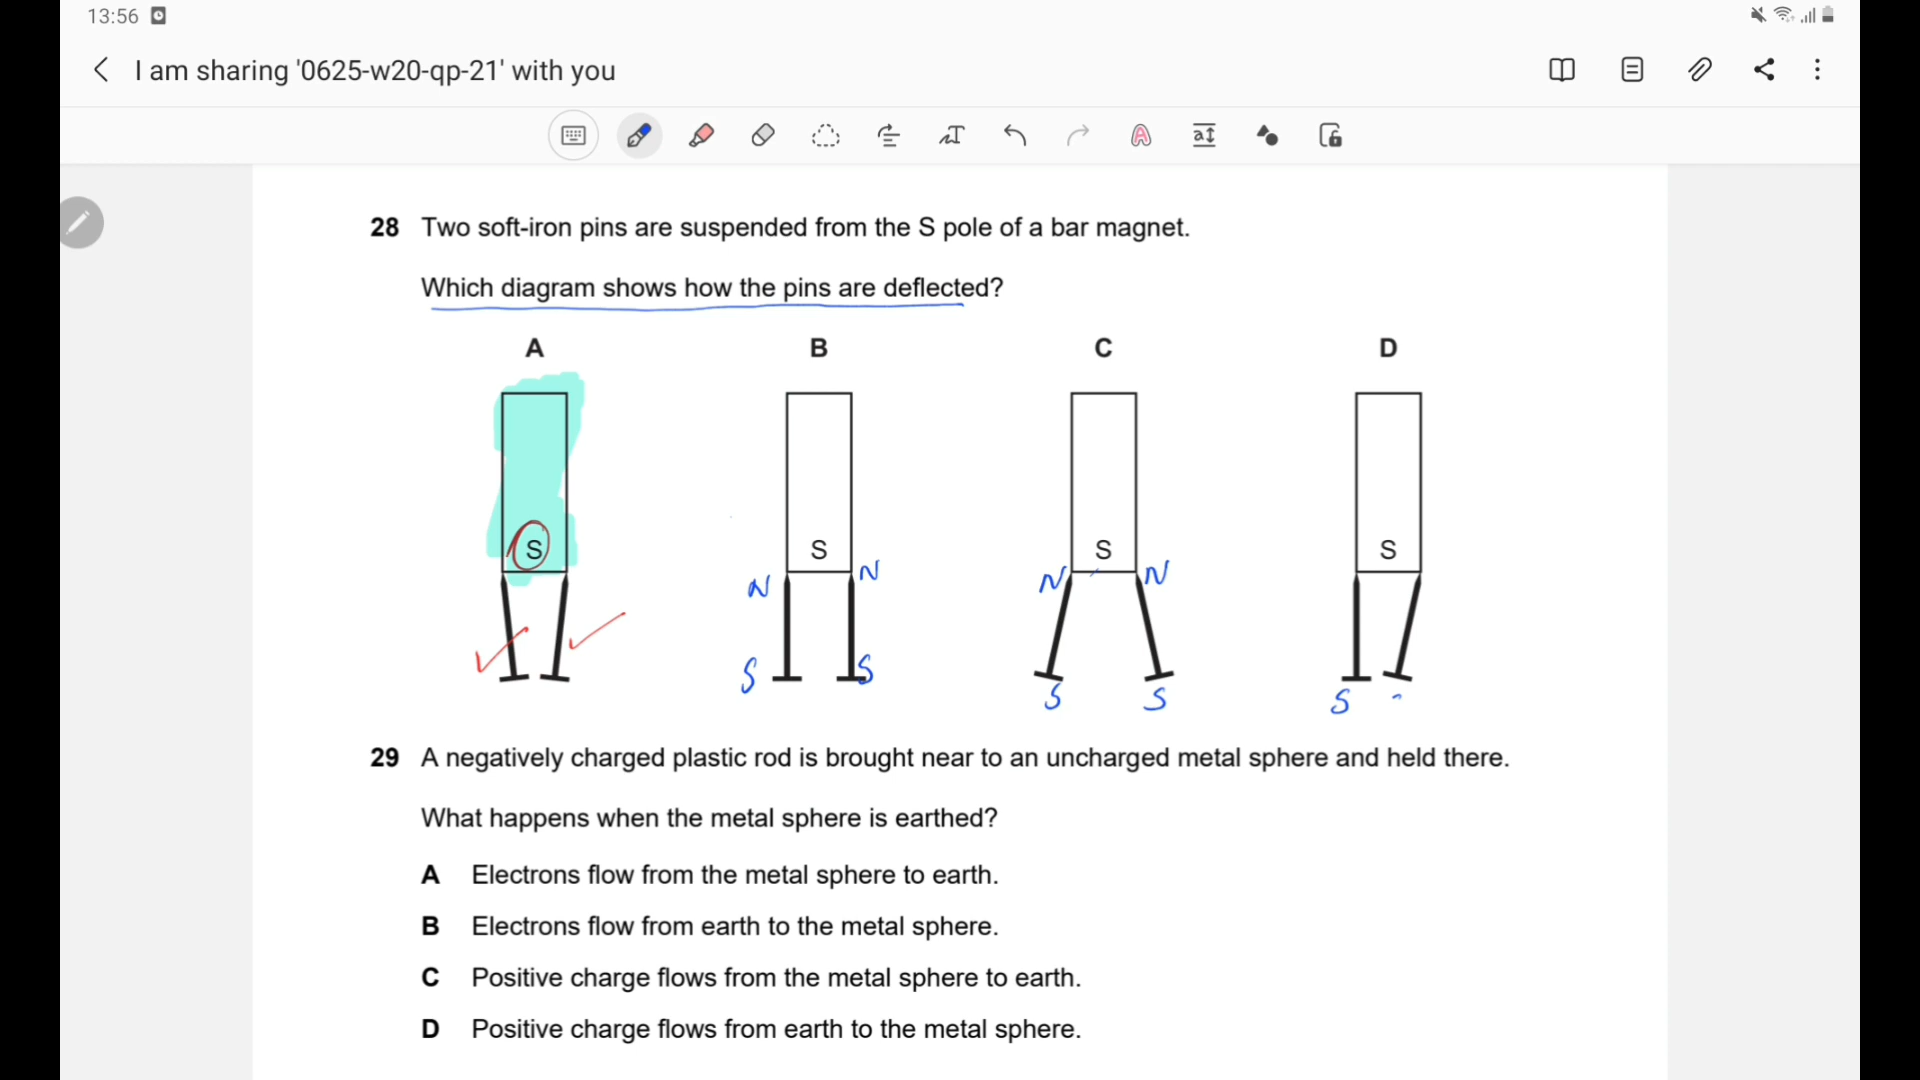 13:56
I am sharing '0625-w20-qp-21' with you
28 Two soft-iron pins are suspended from the S pole of a bar magnet.
Which diagram shows how the pins are deflected?
A B C D
S S S S
N N N N
S S S S S
29 A negatively charged plastic rod is brought near to an uncharged metal sphere and held there.
What happens when the metal sphere is earthed?
A Electrons flow from the metal sphere to earth.
B Electrons flow from earth to the metal sphere.
C Positive charge flows from the metal sphere to earth.
D Positive charge flows from earth to the metal sphere.